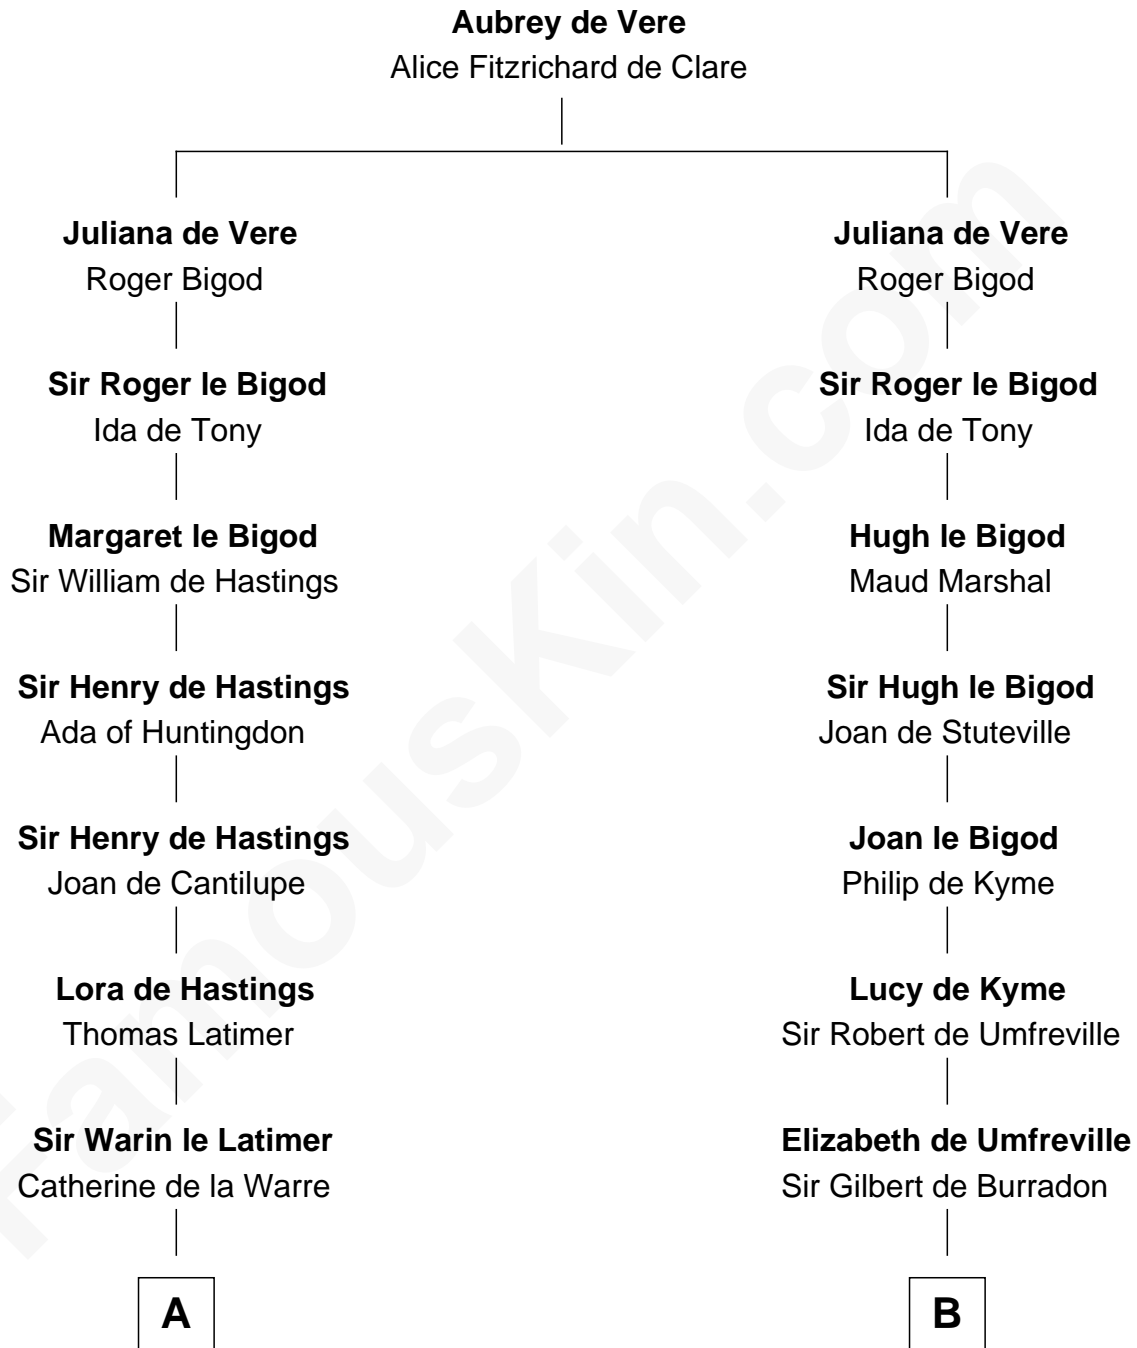 Aubrey de Vere
Alice Fitzrichard de Clare
Juliana de Vere
Roger Bigod
Sir Roger le Bigod
Ida de Tony
Margaret le Bigod
Sir William de Hastings
Sir Henry de Hastings
Ada of Huntingdon
Sir Henry de Hastings
Joan de Cantilupe
Lora de Hastings
Thomas Latimer
Sir Warin le Latimer
Catherine de la Warre
A
Juliana de Vere
Roger Bigod
Sir Roger le Bigod
Ida de Tony
Hugh le Bigod
Maud Marshal
Sir Hugh le Bigod
Joan de Stuteville
Joan le Bigod
Philip de Kyme
Lucy de Kyme
Sir Robert de Umfreville
Elizabeth de Umfreville
Sir Gilbert de Burradon
B
FamousKin.com